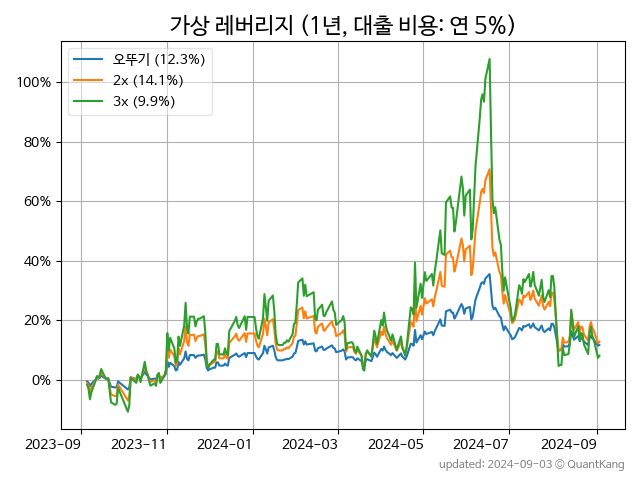 가상 레버리지 (1년, 대출 비용: 연 5%)
오뚜기 (12.3%)
2x (14.1%)
3x (9.9%)
100%
80%
60%
40%
20%
0%
2023-09 2023-11 2024-01 2024-03 2024-05 2024-07 2024-09
updated: 2024-09-03 © QuantKang